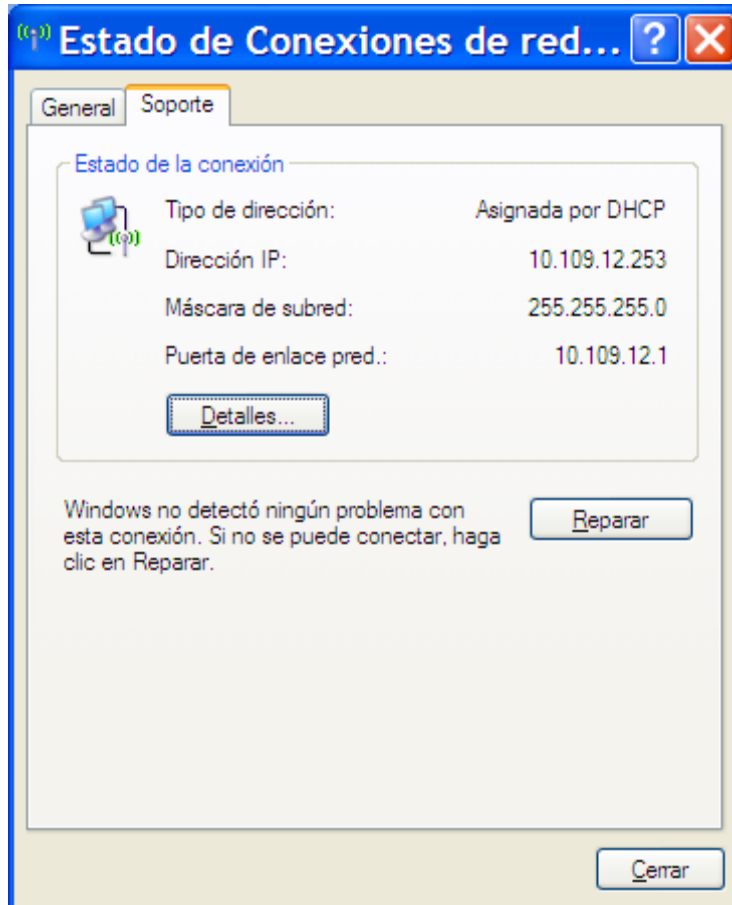 Estado de Conexiones de red...
General Soporte
Estado de la conexión
Tipo de dirección: Asignada por DHCP
Dirección IP: 10.109.12.253
Máscara de subred: 255.255.255.0
Puerta de enlace pred.: 10.109.12.1
Detalles...
Windows no detectó ningún problema con
esta conexión. Si no se puede conectar, haga
clic en Reparar.
Reparar
Cerrar